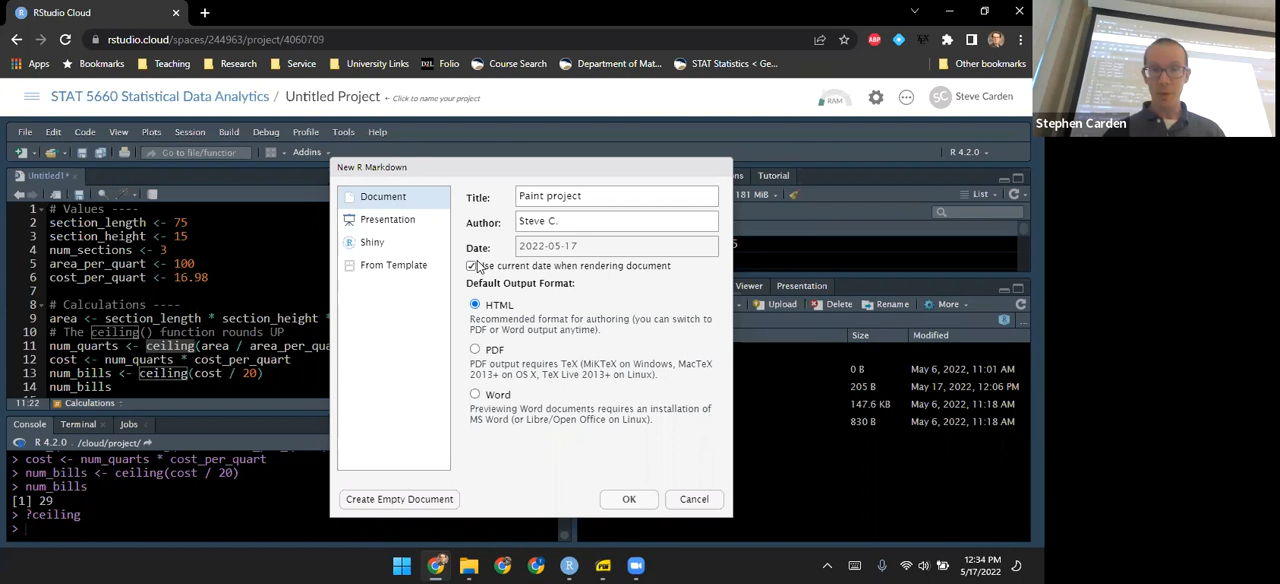 RStudio Cloud
rstudio.cloud/spaces/244963/project/4060709
Apps Bookmarks Teaching Research Service University Links D2L Folio Course Search Department of Mat... STAT Statistics < Ge... Other bookmarks
STAT 5660 Statistical Data Analytics / Untitled Project Click to name your project RAM SC Steve Carden
Stephen Carden
File Edit Code View Plots Session Build Debug Profile Tools Help
Go to file/function Addins R 4.2.0
Untitled1*
1 # Values ----
2 section_length <- 75
3 section_height <- 15
4 num_sections <- 3
5 area_per_quart <- 100
6 cost_per_quart <- 16.98
8 # Calculations ----
9 area <- section_length * section_height *
10 # The ceiling() function rounds UP
11 num_quarts <- ceiling(area / area_per_qua
12 cost <- num_quarts * cost_per_quart
13 num_bills <- ceiling(cost / 20)
14 num_bills
11:22 Calculations
Console Terminal Jobs
R 4.2.0 . /cloud/project/
> cost <- num_quarts * cost_per_quart
> num_bills <- ceiling(cost / 20)
> num_bills
[1] 29
> ?ceiling
>
New R Markdown
Document
Presentation
Shiny
From Template
Title: Paint project
Author: Steve C.
Date: 2022-05-17
se current date when rendering document
Default Output Format:
HTML
Recommended format for authoring (you can switch to
PDF or Word output anytime).
PDF
PDF output requires TeX (MiKTeX on Windows, MacTeX
2013+ on OS X, TeX Live 2013+ on Linux).
Word
Previewing Word documents requires an installation of
MS Word (or Libre/Open Office on Linux).
Create Empty Document OK Cancel
Tutorial
181 MiB List
5
Viewer Presentation
Upload Delete Rename More
Size Modified
0 B May 6, 2022, 11:01 AM
205 B May 17, 2022, 12:06 PM
147.6 KB May 6, 2022, 11:18 AM
830 B May 6, 2022, 11:18 AM
12:34 PM
5/17/2022